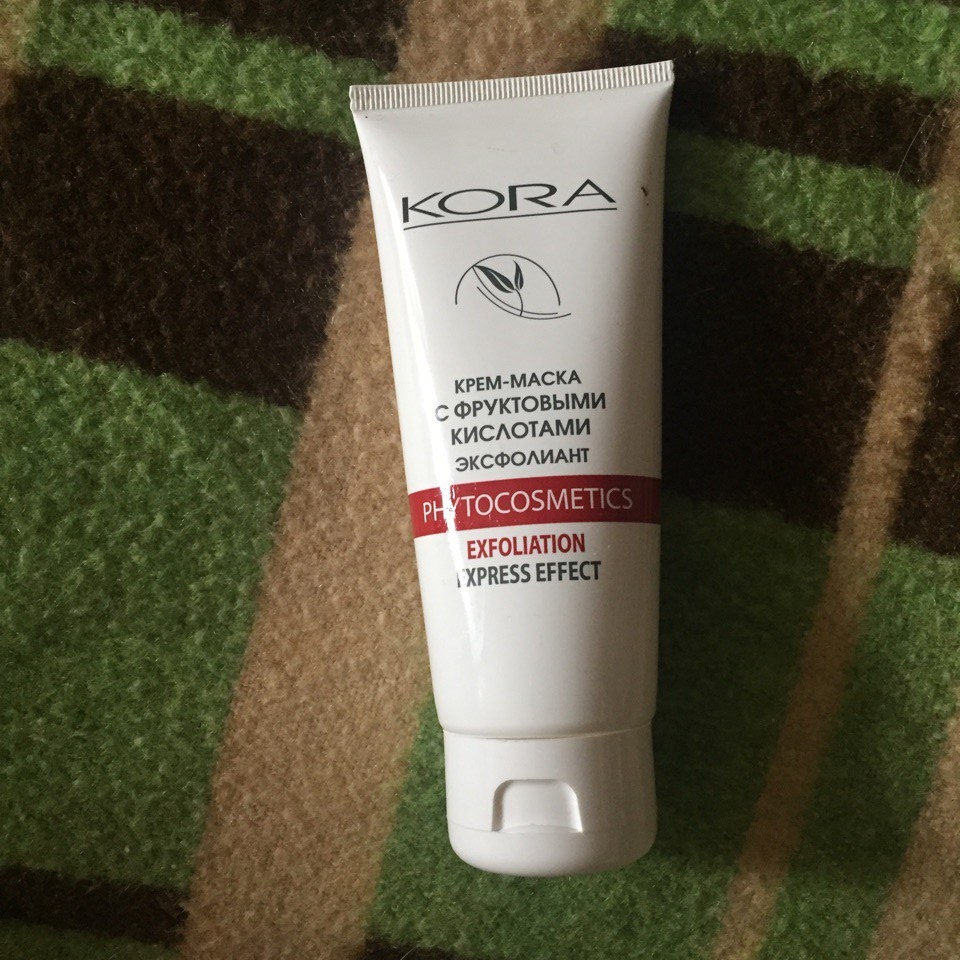 KORA
КРЕМ-МАСКА
С ФРУКТОВЫМИ
КИСЛОТАМИ
ЭКСФОЛИАНТ
PHYTOCOSMETICS
EXFOLIATION
EXPRESS EFFECT